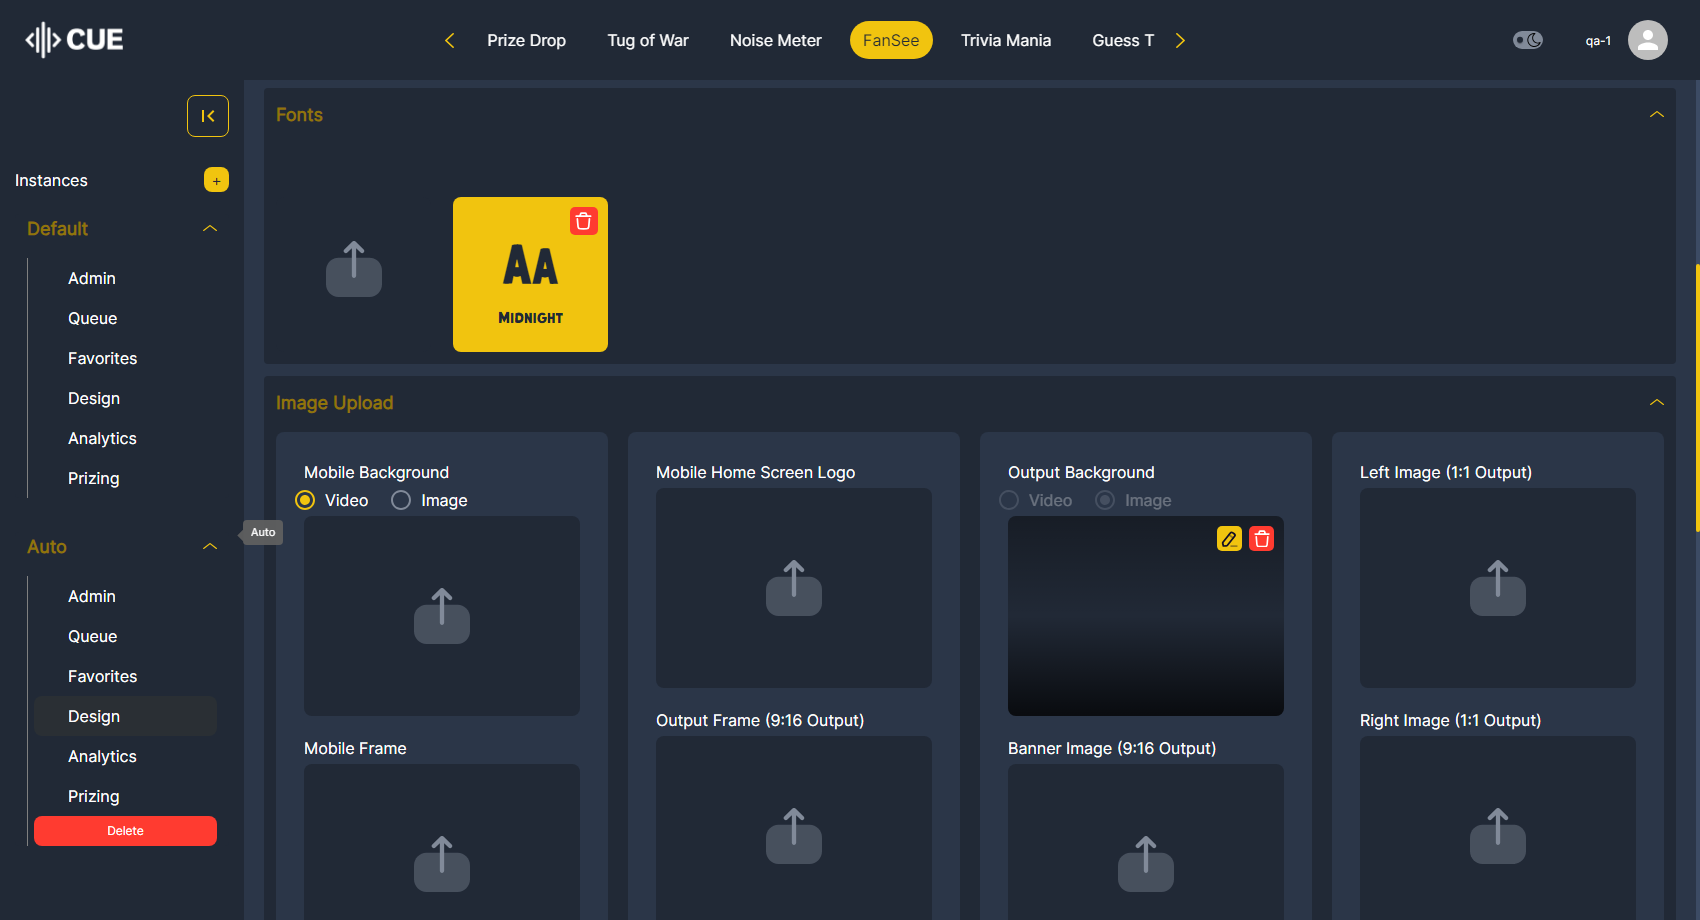 CUE
Prize Drop
Tug of War
Noise Meter
FanSee
Trivia Mania
Guess T
qa-1
Instances
+
Default
Admin
Queue
Favorites
Design
Analytics
Prizing
Auto
Auto
Admin
Queue
Favorites
Design
Analytics
Prizing
Delete
Fonts
AA
MIDNIGHT
Image Upload
Mobile Background
Video
Image
Mobile Frame
Mobile Home Screen Logo
Output Frame (9:16 Output)
Output Background
Video
Image
Banner Image (9:16 Output)
Left Image (1:1 Output)
Right Image (1:1 Output)